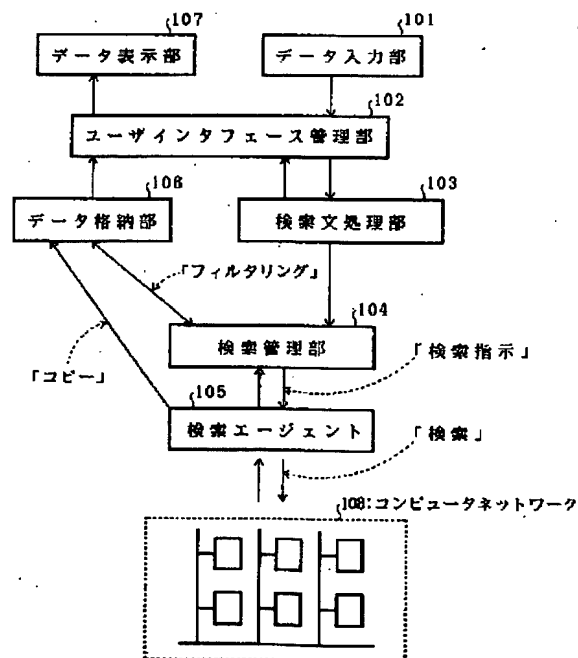 107
データ表示部
101
データ入力部
102
ユーザインタフェース管理部
106
データ格納部
103
検索文処理部
「フィルタリング」
104
検索管理部
「コピー」
「検索指示」
105
検索エージェント
「検索」
108:コンピュータネットワーク